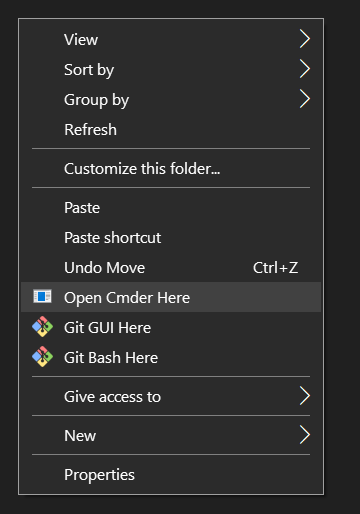 View
Sort by
Group by
Refresh
Customize this folder...
Paste
Paste shortcut
Undo Move Ctrl+Z
Open Cmder Here
Git GUI Here
Git Bash Here
Give access to
New
Properties